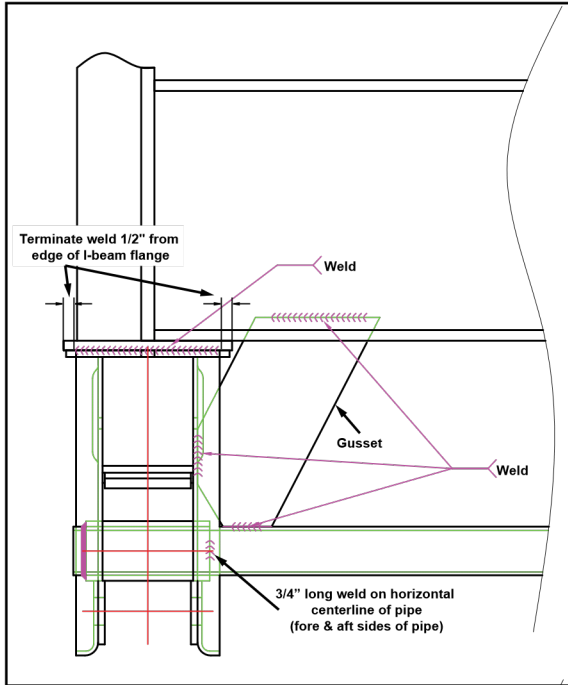 Terminate weld 1/2" from
edge of I-beam flange
Weld
Gusset
Weld
3/4” long weld on horizontal
centerline of pipe
(fore & aft sides of pipe)